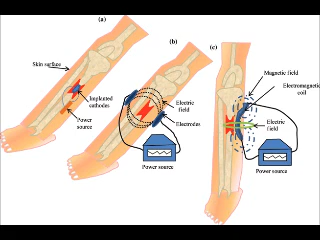 (a)
Skin surface
Implanted
cathodes
Power
source
(b)
Electric
field
Electrodes
Power source
(c)
Magnetic field
Electromagnetic
coil
Electric
field
Power source